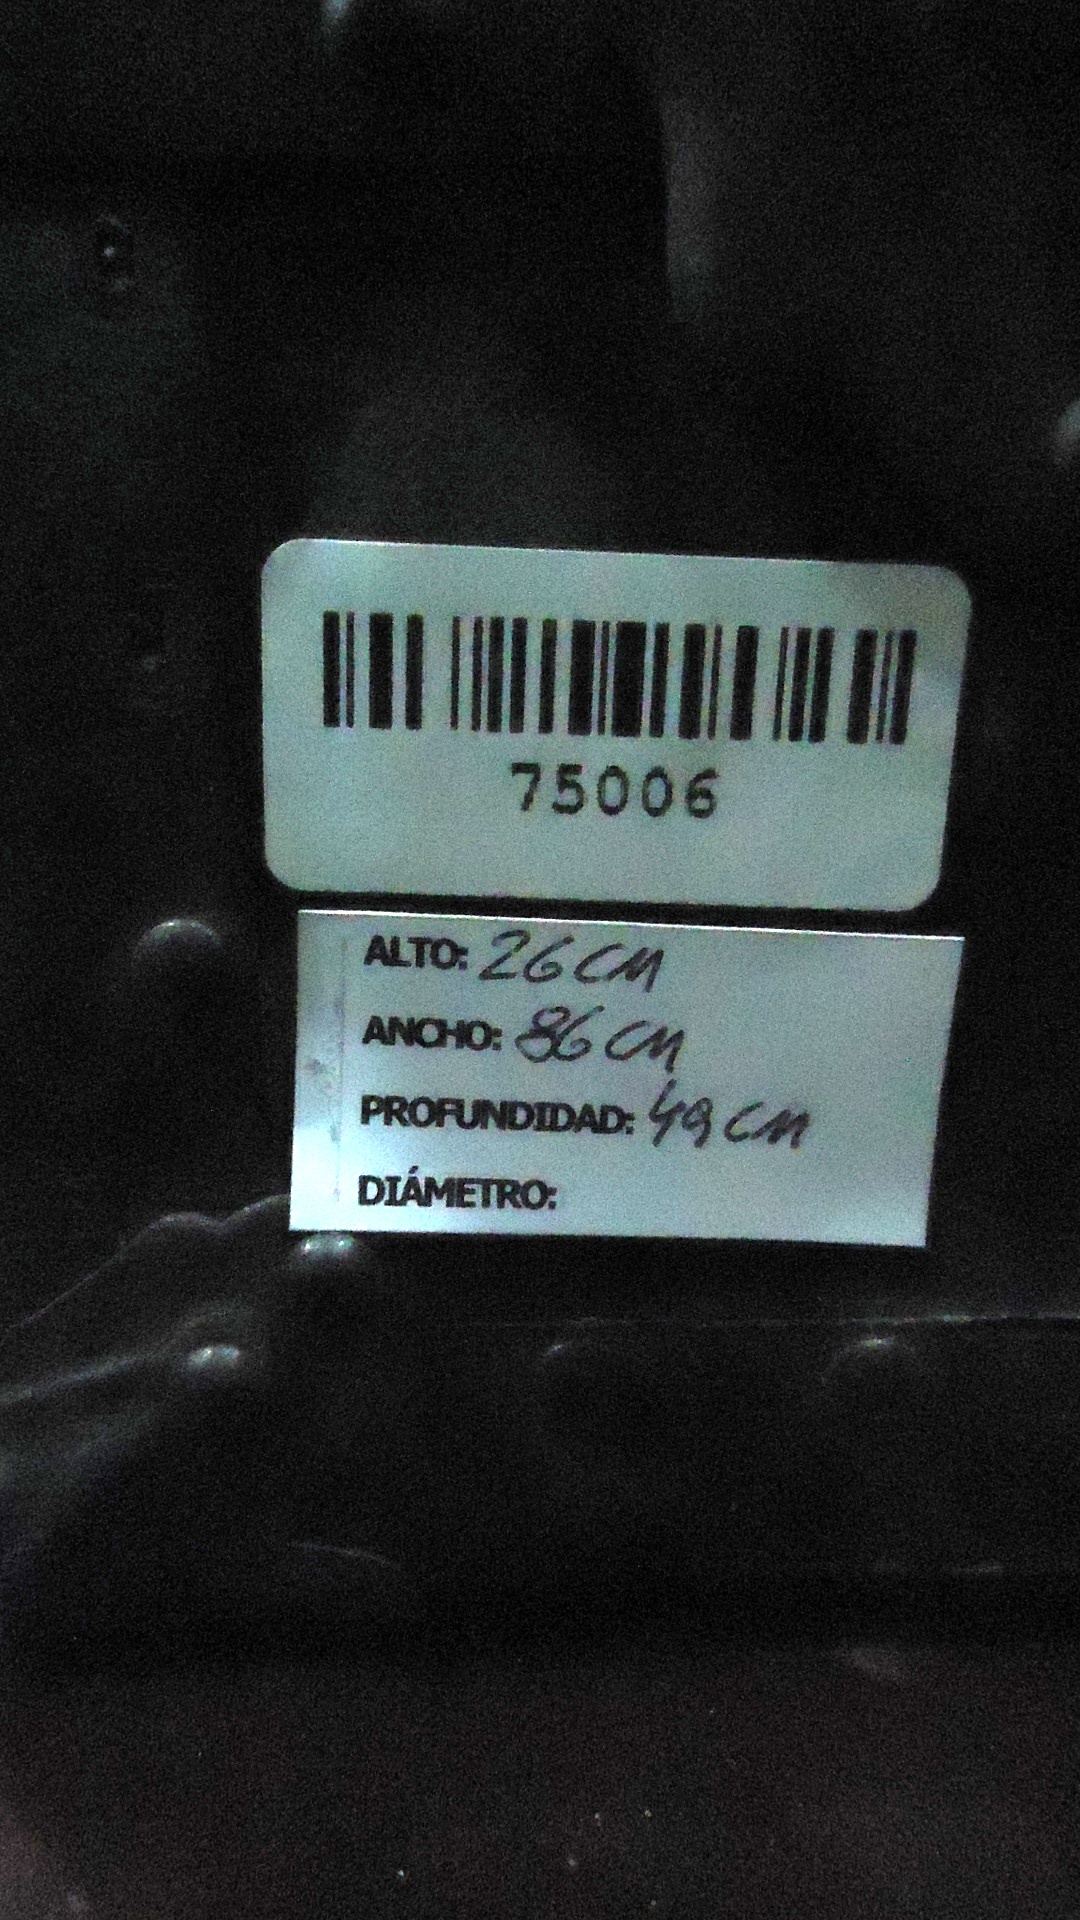 75006
ALTO: 26 CM
ANCHO: 86 CM
PROFUNDIDAD: 49 CM
DIÁMETRO: